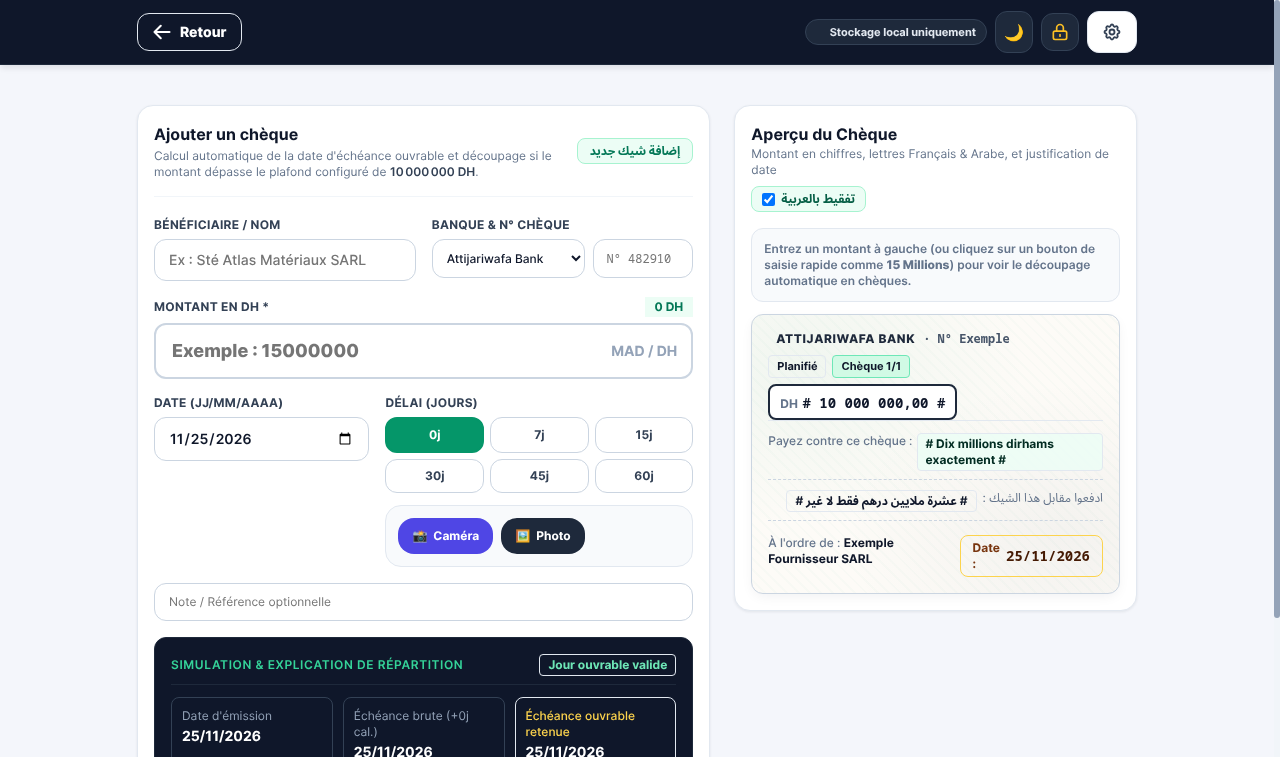 Retour
Stockage local uniquement
Ajouter un chèque
Calcul automatique de la date d'échéance ouvrable et découpage si le
montant dépasse le plafond configuré de 10 000 000 DH.
إضافة شيك جديد
BÉNÉFICIAIRE / NOM
BANQUE & N° CHÈQUE
Ex : Sté Atlas Matériaux SARL
Attijariwafa Bank
N° 482910
MONTANT EN DH *
0 DH
Exemple : 15000000
MAD / DH
DATE (JJ/MM/AAAA)
DÉLAI (JOURS)
11/25/2026
0j
7j
15j
30j
45j
60j
Caméra
Photo
Note / Référence optionnelle
SIMULATION & EXPLICATION DE RÉPARTITION
Jour ouvrable valide
Date d'émission
25/11/2026
Échéance brute (+0j
cal.)
25/11/2026
Échéance ouvrable
retenue
25/11/2026
Aperçu du Chèque
Montant en chiffres, lettres Français & Arabe, et justification de
date
تفقيط بالعربية
Entrez un montant à gauche (ou cliquez sur un bouton de
saisie rapide comme 15 Millions) pour voir le découpage
automatique en chèques.
ATTIJARIWAFA BANK · N° Exemple
Planifié
Chèque 1/1
DH # 10 000 000,00 #
Payez contre ce chèque :
# Dix millions dirhams
exactement #
ادفعوا مقابل هذا الشيك :
# عشرة ملايين درهم فقط لا غير #
À l'ordre de : Exemple
Fournisseur SARL
Date
:
25/11/2026